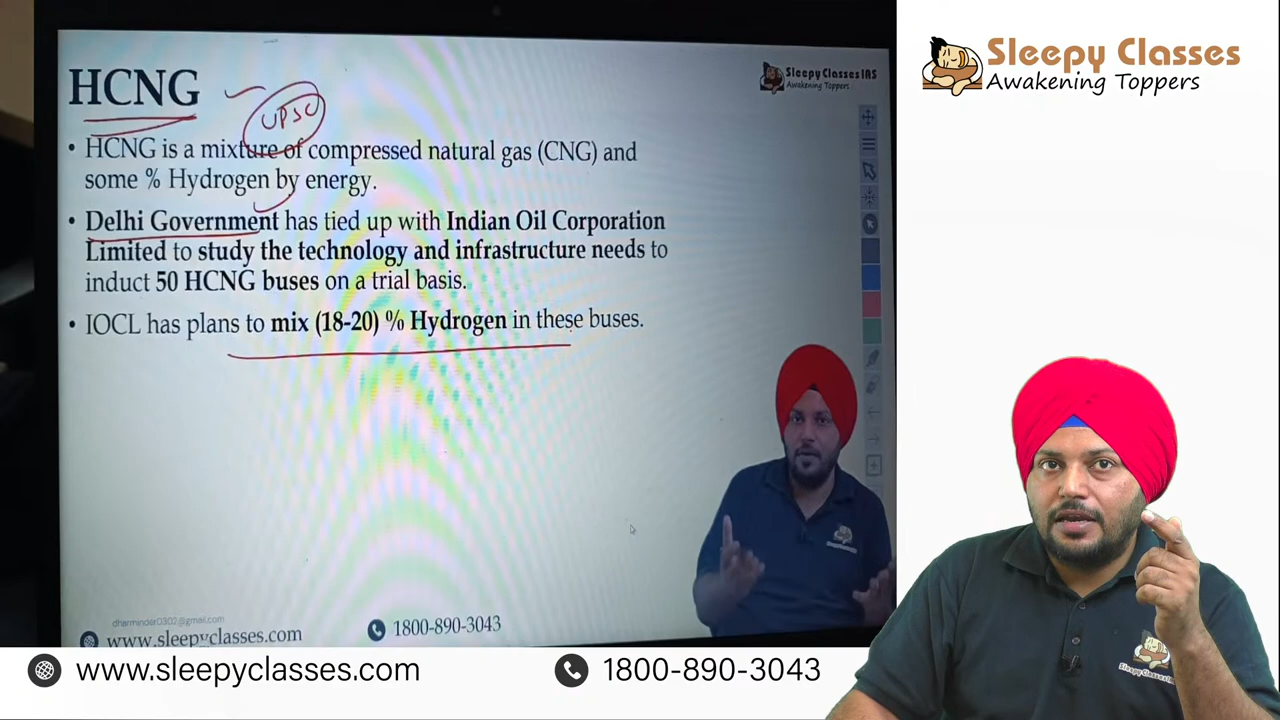 HCNG
UPSC
• HCNG is a mixture of compressed natural gas (CNG) and
some % Hydrogen by energy.
• Delhi Government has tied up with Indian Oil Corporation
Limited to study the technology and infrastructure needs to
induct 50 HCNG buses on a trial basis.
• IOCL has plans to mix (18-20) % Hydrogen in these buses.
Sleepy Classes IAS
Awakening Toppers
dharminder0302@gmail.com
www.sleepyclasses.com
1800-890-3043
Sleepy Classes
Awakening Toppers
www.sleepyclasses.com
1800-890-3043